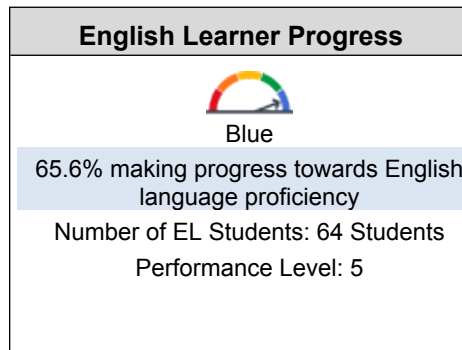 English Learner Progress
Blue
65.6% making progress towards English
language proficiency
Number of EL Students: 64 Students
Performance Level: 5